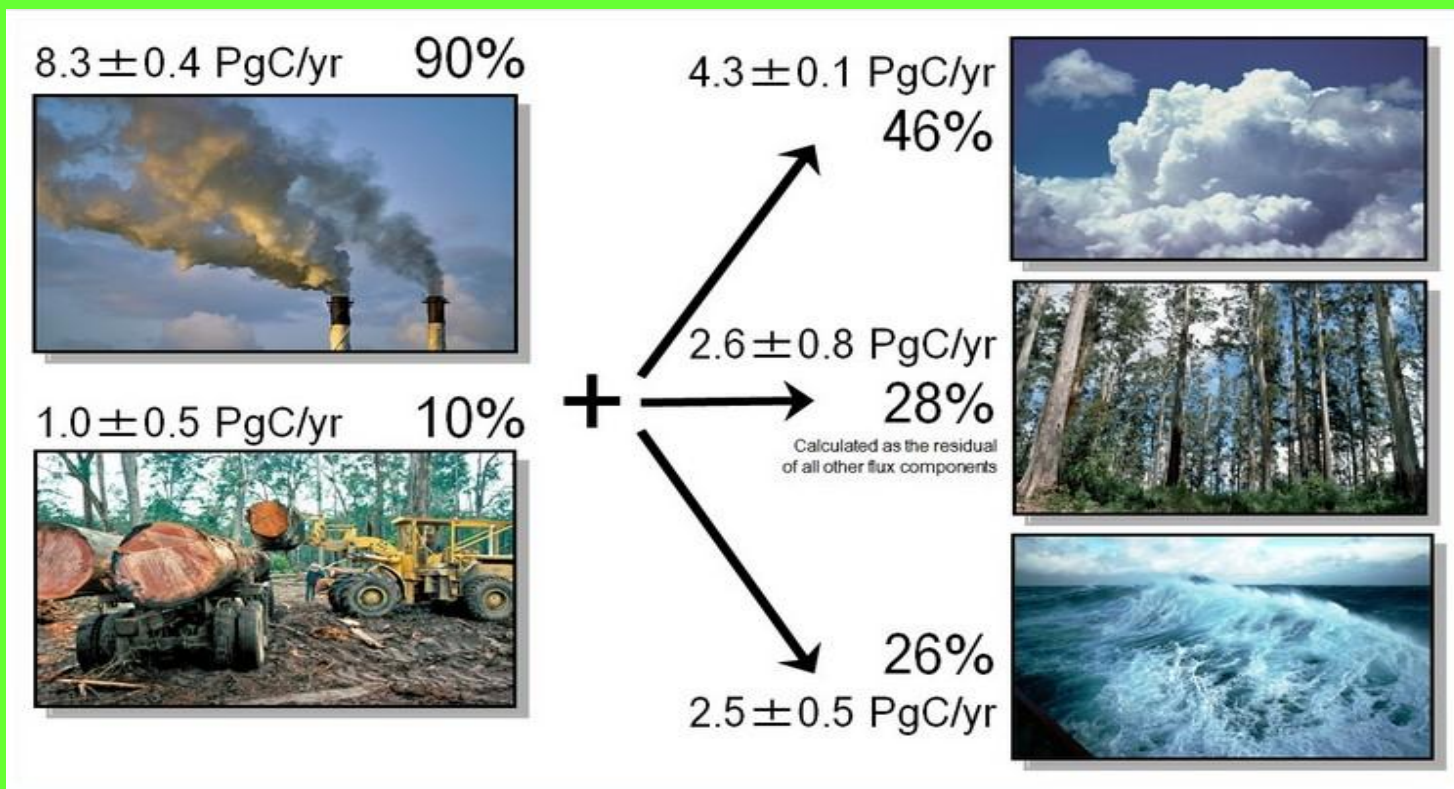 8.3±0.4 PgC/yr 90%
1.0±0.5 PgC/yr 10%
+
4.3±0.1 PgC/yr
46%
2.6±0.8 PgC/yr
28%
Calculated as the residual
of all other flux components
26%
2.5±0.5 PgC/yr